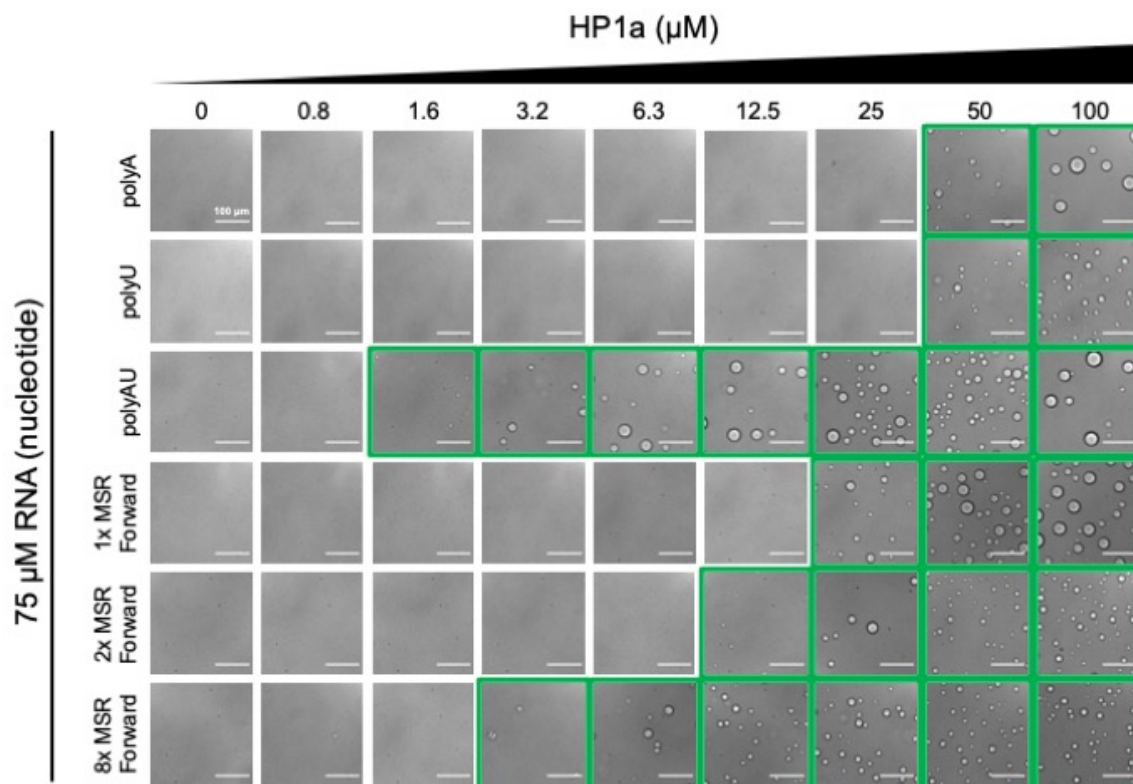 HP1a (µM)
0 0.8 1.6 3.2 6.3 12.5 25 50 100
75 µM RNA (nucleotide)
polyA
100 µm
polyU
polyAU
1x MSR
Forward
2x MSR
Forward
8x MSR
Forward